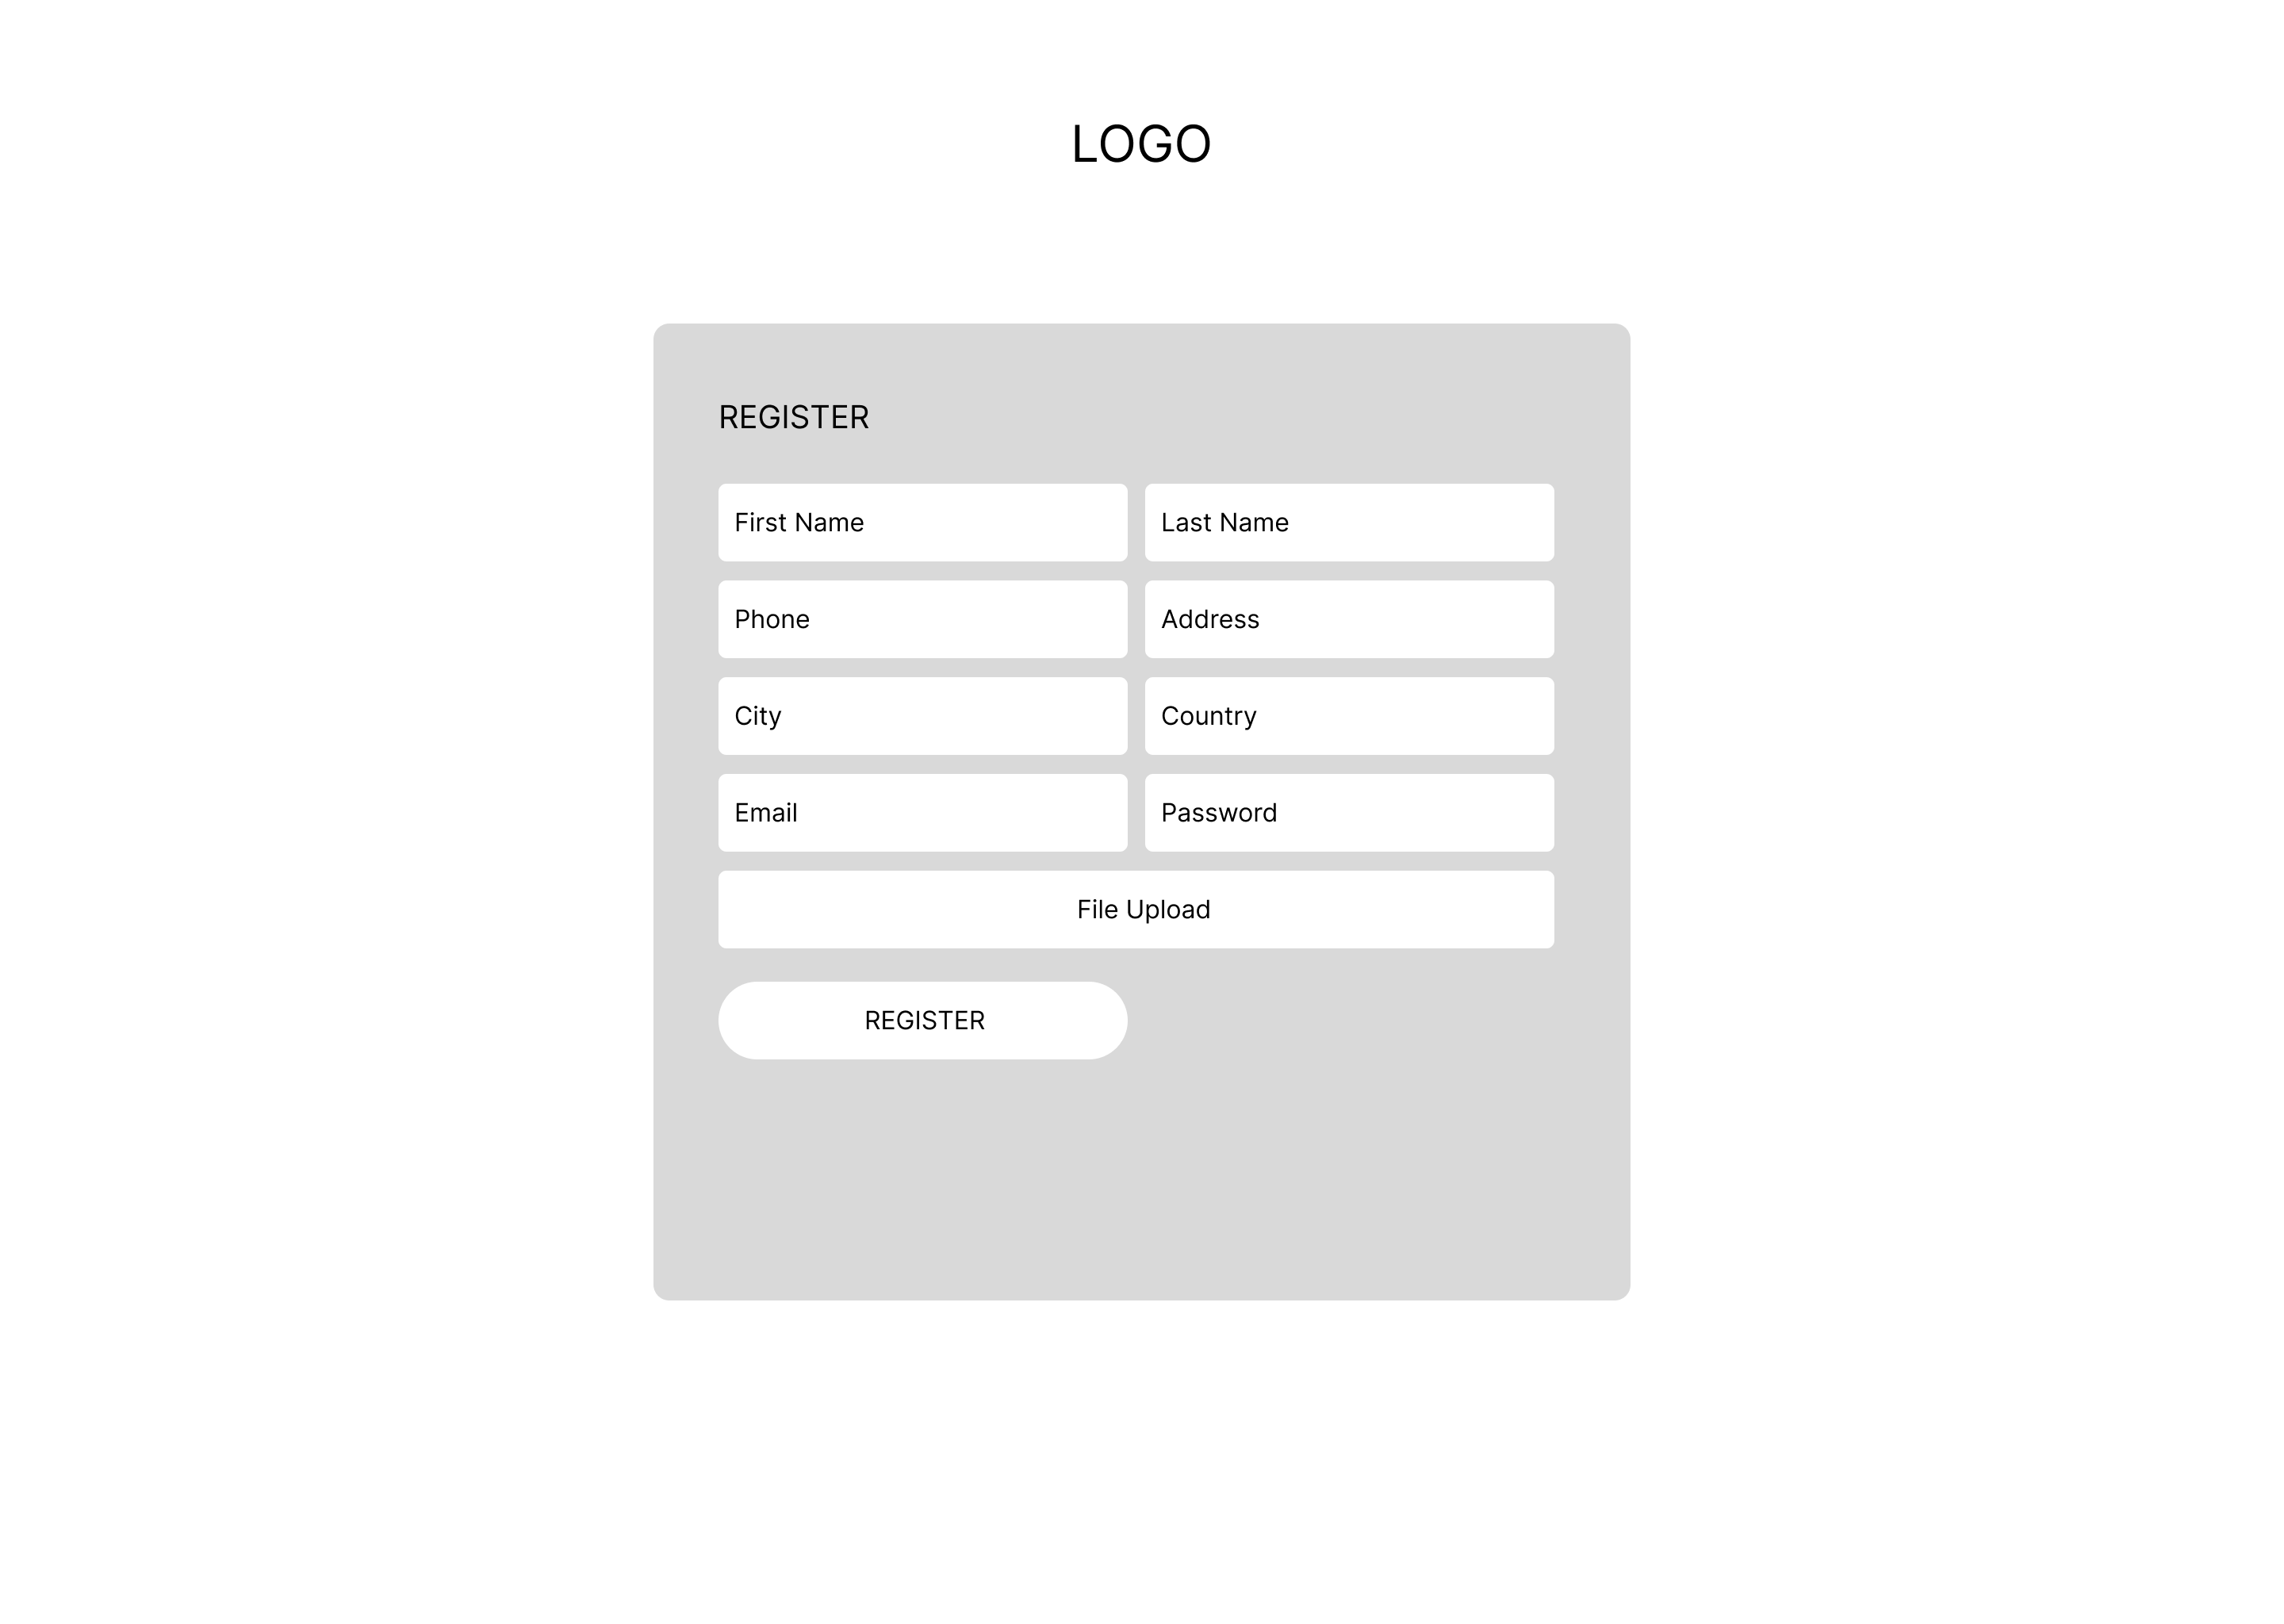 LOGO
REGISTER
First Name
Last Name
Phone
Address
City
Country
Email
Password
File Upload
REGISTER